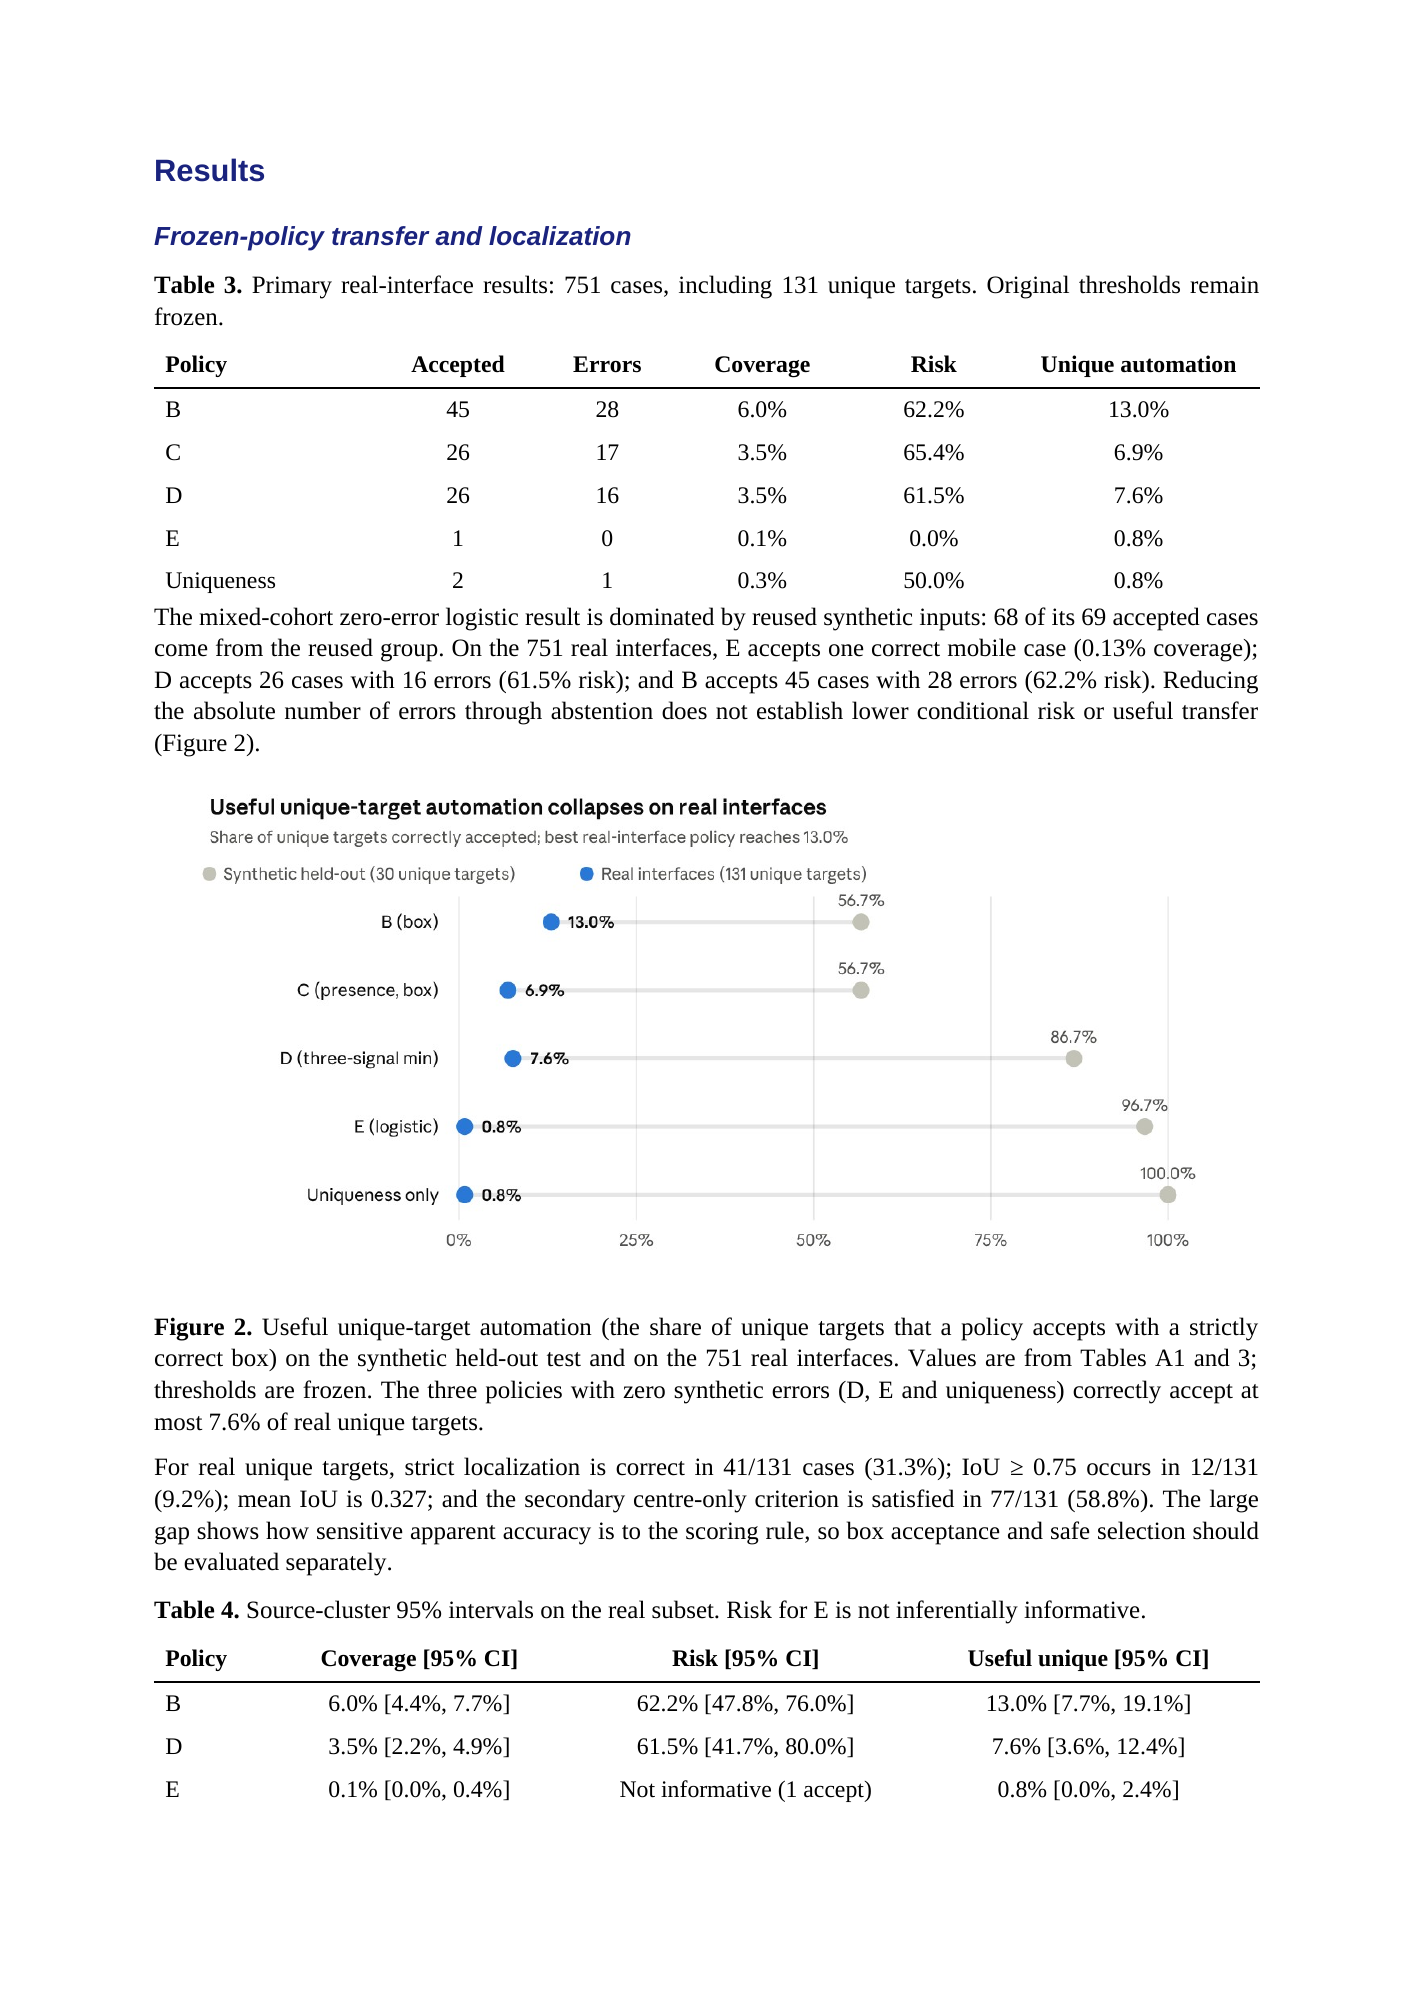 Results
Frozen-policy transfer and localization
Table 3. Primary real-interface results: 751 cases, including 131 unique targets. Original thresholds remain
frozen.
Policy Accepted Errors Coverage Risk Unique automation
B 45 28 6.0% 62.2% 13.0%
C 26 17 3.5% 65.4% 6.9%
D 26 16 3.5% 61.5% 7.6%
E 1 0 0.1% 0.0% 0.8%
Uniqueness 2 1 0.3% 50.0% 0.8%
The mixed-cohort zero-error logistic result is dominated by reused synthetic inputs: 68 of its 69 accepted cases
come from the reused group. On the 751 real interfaces, E accepts one correct mobile case (0.13% coverage);
D accepts 26 cases with 16 errors (61.5% risk); and B accepts 45 cases with 28 errors (62.2% risk). Reducing
the absolute number of errors through abstention does not establish lower conditional risk or useful transfer
(Figure 2).
Useful unique-target automation collapses on real interfaces
Share of unique targets correctly accepted; best real-interface policy reaches 13.0%
Synthetic held-out (30 unique targets) Real interfaces (131 unique targets)
56.7%
B (box) 13.0%
56.7%
C (presence, box) 6.9%
86.7%
D (three-signal min) 7.6%
96.7%
E (logistic) 0.8%
100.0%
Uniqueness only 0.8%
0% 25% 50% 75% 100%
Figure 2. Useful unique-target automation (the share of unique targets that a policy accepts with a strictly
correct box) on the synthetic held-out test and on the 751 real interfaces. Values are from Tables A1 and 3;
thresholds are frozen. The three policies with zero synthetic errors (D, E and uniqueness) correctly accept at
most 7.6% of real unique targets.
For real unique targets, strict localization is correct in 41/131 cases (31.3%); IoU ≥ 0.75 occurs in 12/131
(9.2%); mean IoU is 0.327; and the secondary centre-only criterion is satisfied in 77/131 (58.8%). The large
gap shows how sensitive apparent accuracy is to the scoring rule, so box acceptance and safe selection should
be evaluated separately.
Table 4. Source-cluster 95% intervals on the real subset. Risk for E is not inferentially informative.
Policy Coverage [95% CI] Risk [95% CI] Useful unique [95% CI]
B 6.0% [4.4%, 7.7%] 62.2% [47.8%, 76.0%] 13.0% [7.7%, 19.1%]
D 3.5% [2.2%, 4.9%] 61.5% [41.7%, 80.0%] 7.6% [3.6%, 12.4%]
E 0.1% [0.0%, 0.4%] Not informative (1 accept) 0.8% [0.0%, 2.4%]